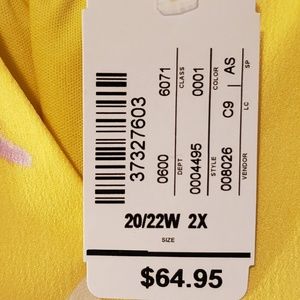 37327603
0600 6071
DEPT CLASS
0004495 0001
STYLE COLOR
008026 C9 | AS
VENDOR LC SP
20/22W 2X
SIZE
$64.95